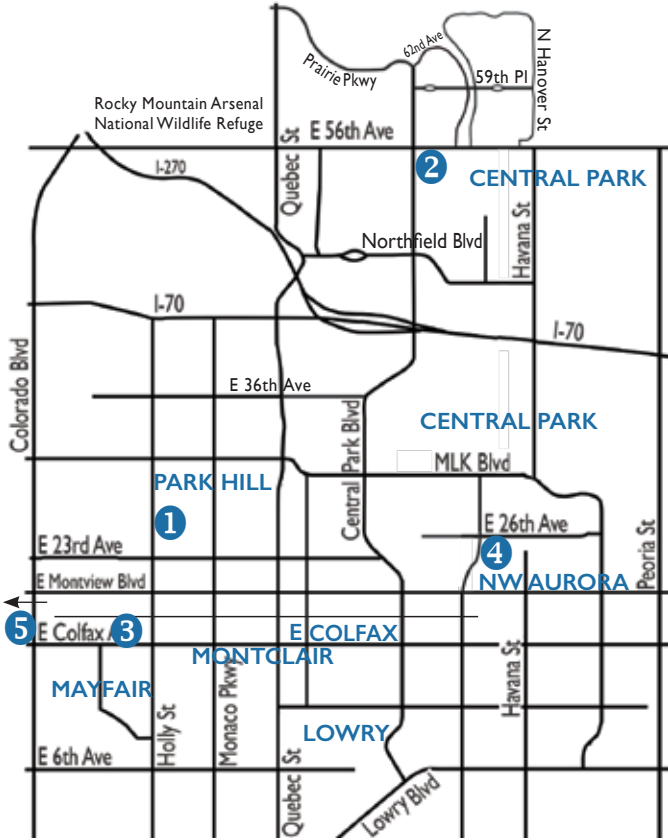 62nd Ave
N Hanover St
Prairie Pkwy
59th Pl
Rocky Mountain Arsenal
National Wildlife Refuge
E 56th Ave
Quebec St
2
CENTRAL PARK
I-270
Havana St
Northfield Blvd
I-70
I-70
Colorado Blvd
E 36th Ave
Central Park Blvd
CENTRAL PARK
MLK Blvd
PARK HILL
1
E 26th Ave
Peoria St
E 23rd Ave
4
E Montview Blvd
NW AURORA
5
E Colfax A
3
E COLFAX
MONTCLAIR
Havana St
MAYFAIR
Holly St
Monaco Pkwy
LOWRY
E 6th Ave
Quebec St
Lowry Blvd